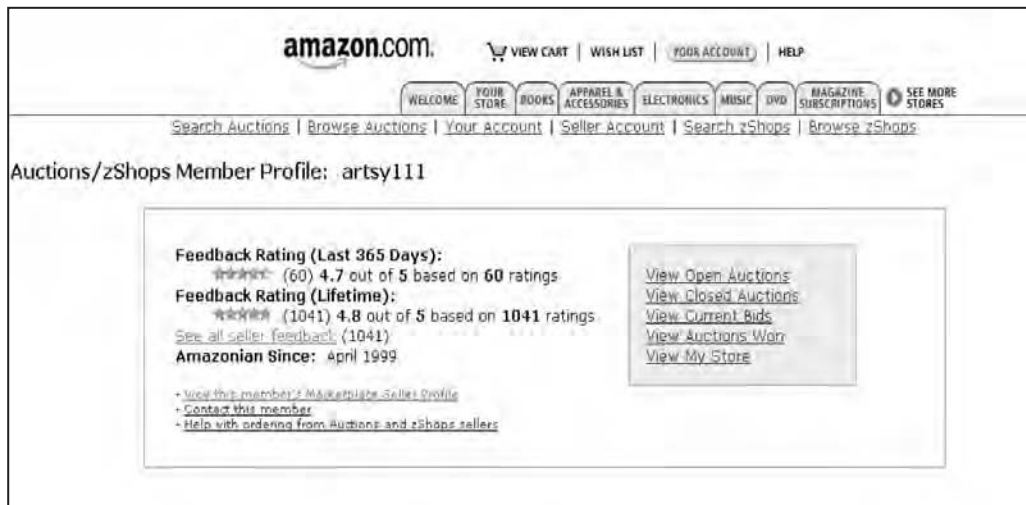 amazon.com. VIEW CART | WISH LIST | YOUR ACCOUNT | HELP
WELCOME YOUR STORE BOOKS APPAREL & ACCESSORIES ELECTRONICS MUSIC DVD MAGAZINE SUBSCRIPTIONS SEE MORE STORES
Search Auctions | Browse Auctions | Your Account | Seller Account | Search zShops | Browse zShops
Auctions/zShops Member Profile: artsy111
Feedback Rating (Last 365 Days):
(60) 4.7 out of 5 based on 60 ratings
Feedback Rating (Lifetime):
(1041) 4.8 out of 5 based on 1041 ratings
See all seller feedback (1041)
Amazonian Since: April 1999
- View this member's Marketplace Seller Profile
- Contact this member
- Help with ordering from Auctions and zShops sellers
View Open Auctions
View Closed Auctions
View Current Bids
View Auctions Won
View My Store